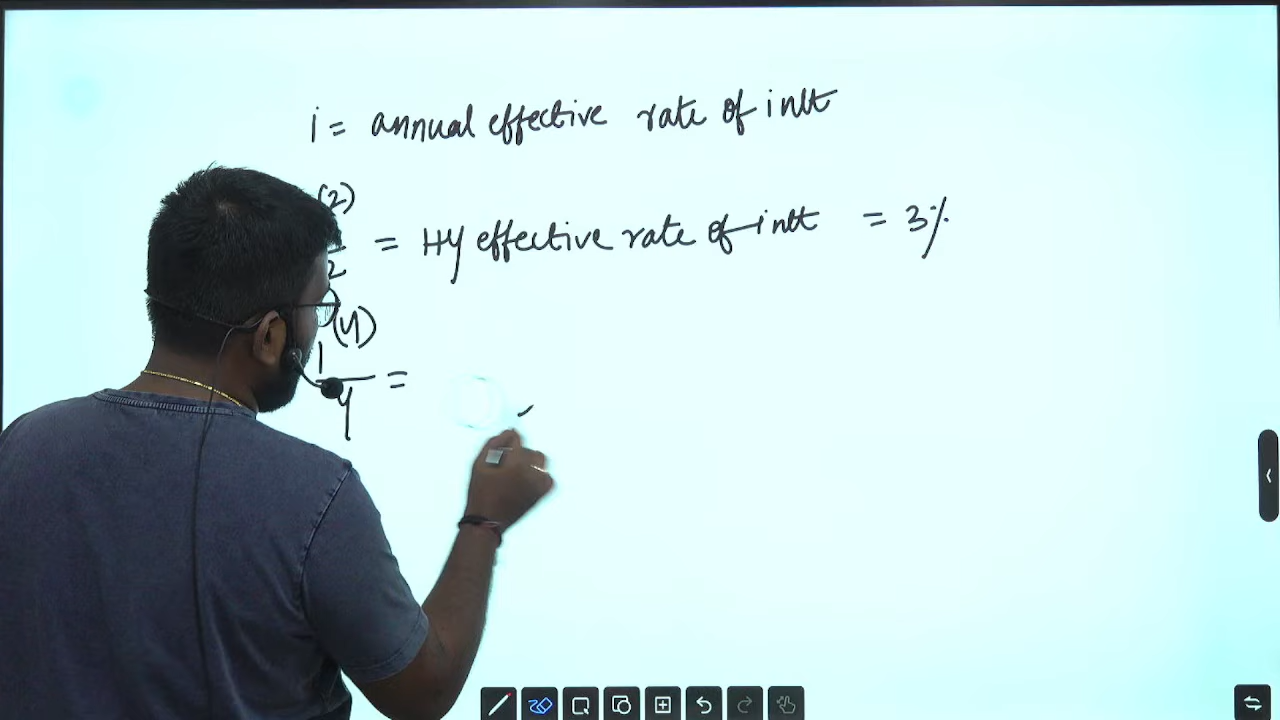 i = annual effective rate of intt
(2)
2 = HY effective rate of intt = 3%
i(4)
4 =